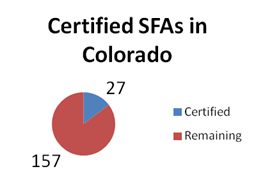 Certified SFAs in
Colorado
27
157
Certified
Remaining